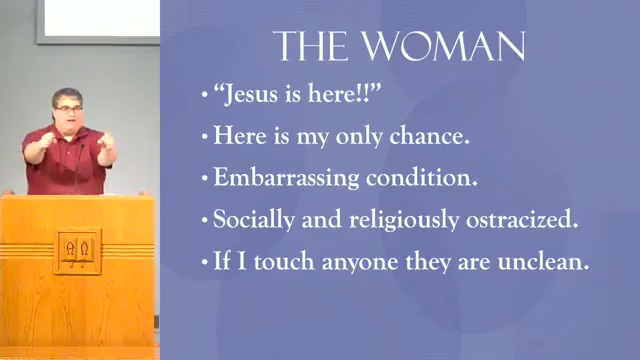 THE WOMAN
• "Jesus is here!!"
• Here is my only chance.
• Embarrassing condition.
• Socially and religiously ostracized.
• If I touch anyone they are unclean.
Α Ω